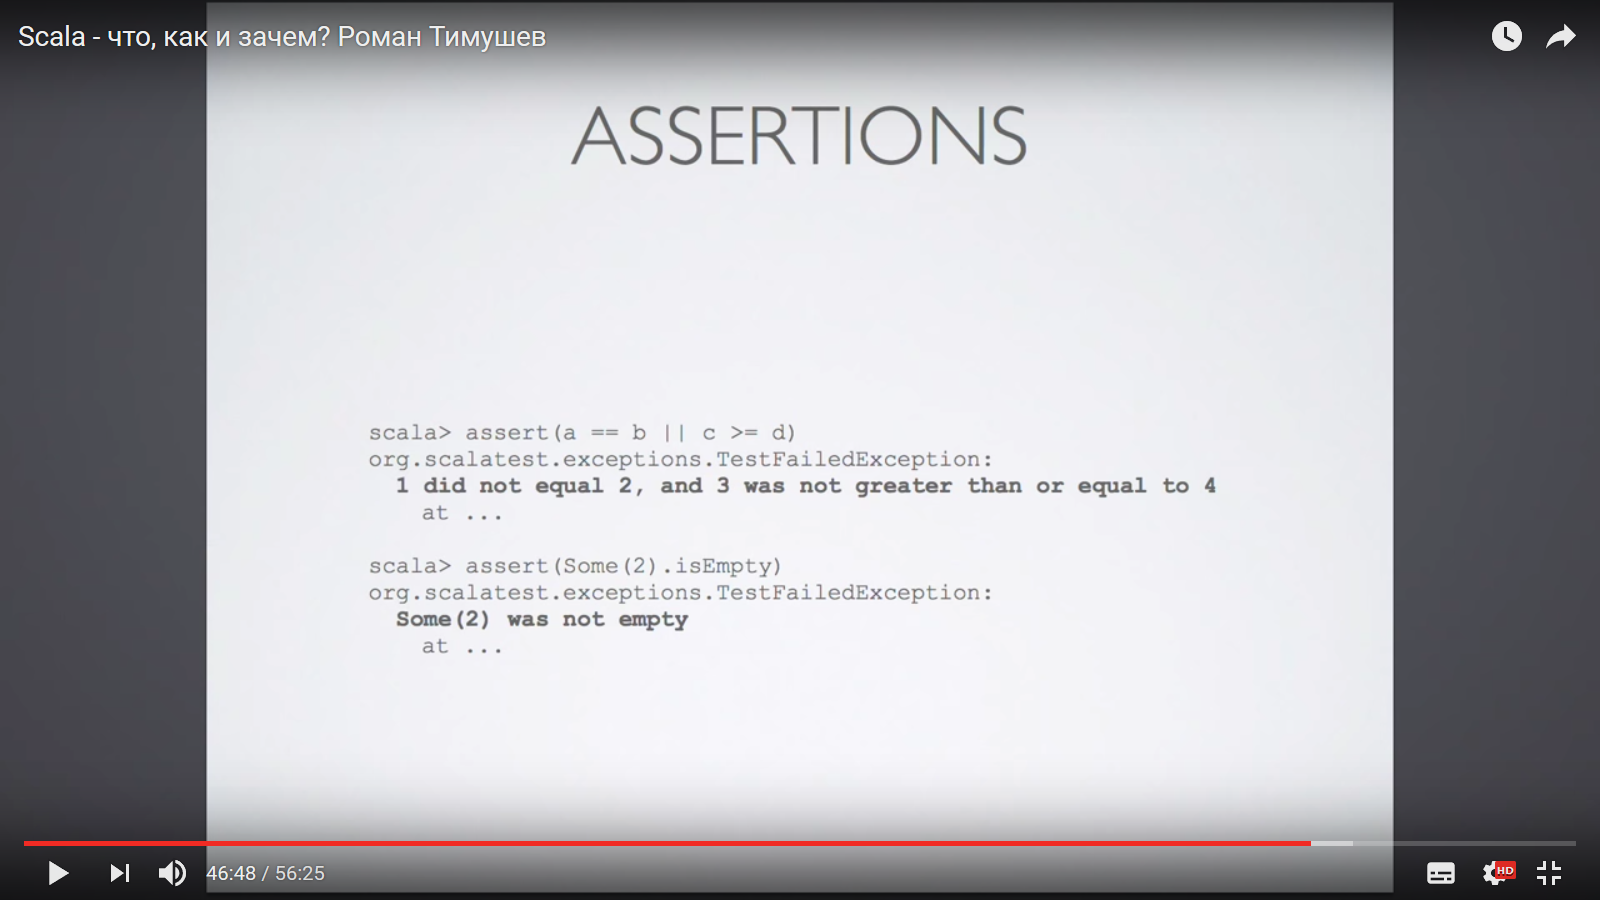 Scala - что, как и зачем? Роман Тимушев
ASSERTIONS
scala> assert(a == b || c >= d)
org.scalatest.exceptions.TestFailedException:
1 did not equal 2, and 3 was not greater than or equal to 4
at ...
scala> assert(Some(2).isEmpty)
org.scalatest.exceptions.TestFailedException:
Some(2) was not empty
at ...
46:48 / 56:25
HD